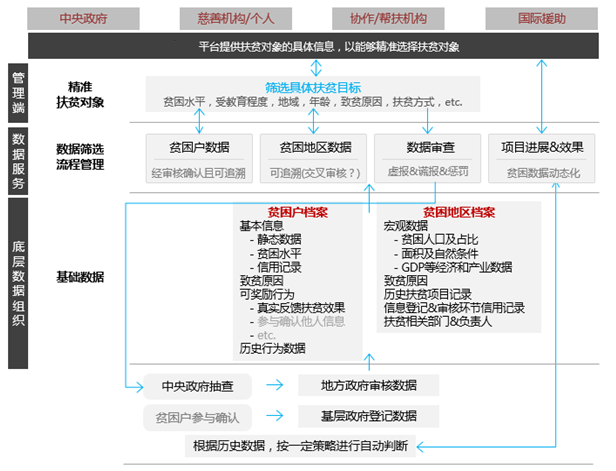 中央政府
慈善机构/个人
协作/帮扶机构
国际援助
平台提供扶贫对象的具体信息，以能够精准选择扶贫对象
管理端
精准
扶贫对象
筛选具体扶贫目标
贫困水平，受教育程度，地域，年龄，致贫原因，扶贫方式，etc.
数据服务
数据筛选
流程管理
贫困户数据
经审核确认且可追溯
贫困地区数据
可追溯(交叉审核？)
数据审查
虚报&谎报&惩罚
项目进展&效果
贫困数据动态化
底层数据组织
基础数据
贫困户档案
基本信息
- 静态数据
- 贫困水平
- 信用记录
致贫原因
可奖励行为
- 真实反馈扶贫效果
- 参与确认他人信息
- etc.
历史行为数据
贫困地区档案
宏观数据
- 贫困人口及占比
- 面积及自然条件
- GDP等经济和产业数据
致贫原因
历史扶贫项目记录
信息登记&审核环节信用记录
扶贫相关部门&负责人
中央政府抽查
地方政府审核数据
贫困户参与确认
基层政府登记数据
根据历史数据，按一定策略进行自动判断